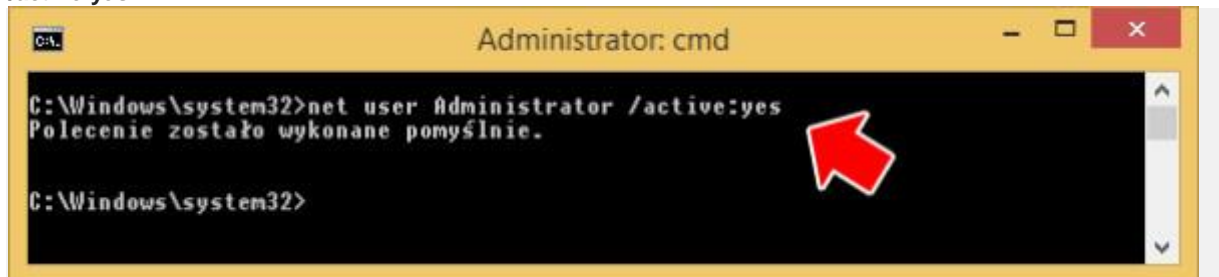 Administrator: cmd
C:\Windows\system32>net user Administrator /active:yes
Polecenie zostało wykonane pomyślnie.
C:\Windows\system32>